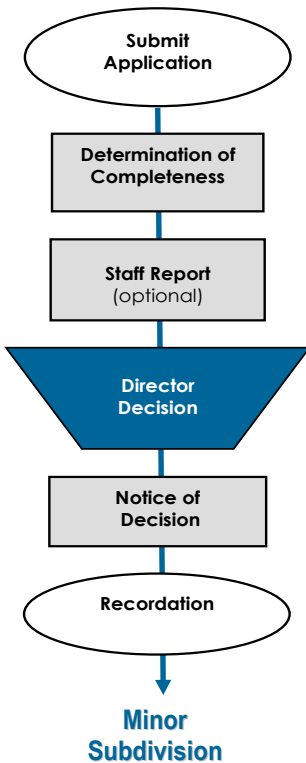 Submit
Application
Determination of
Completeness
Staff Report
(optional)
Director
Decision
Notice of
Decision
Recordation
Minor
Subdivision